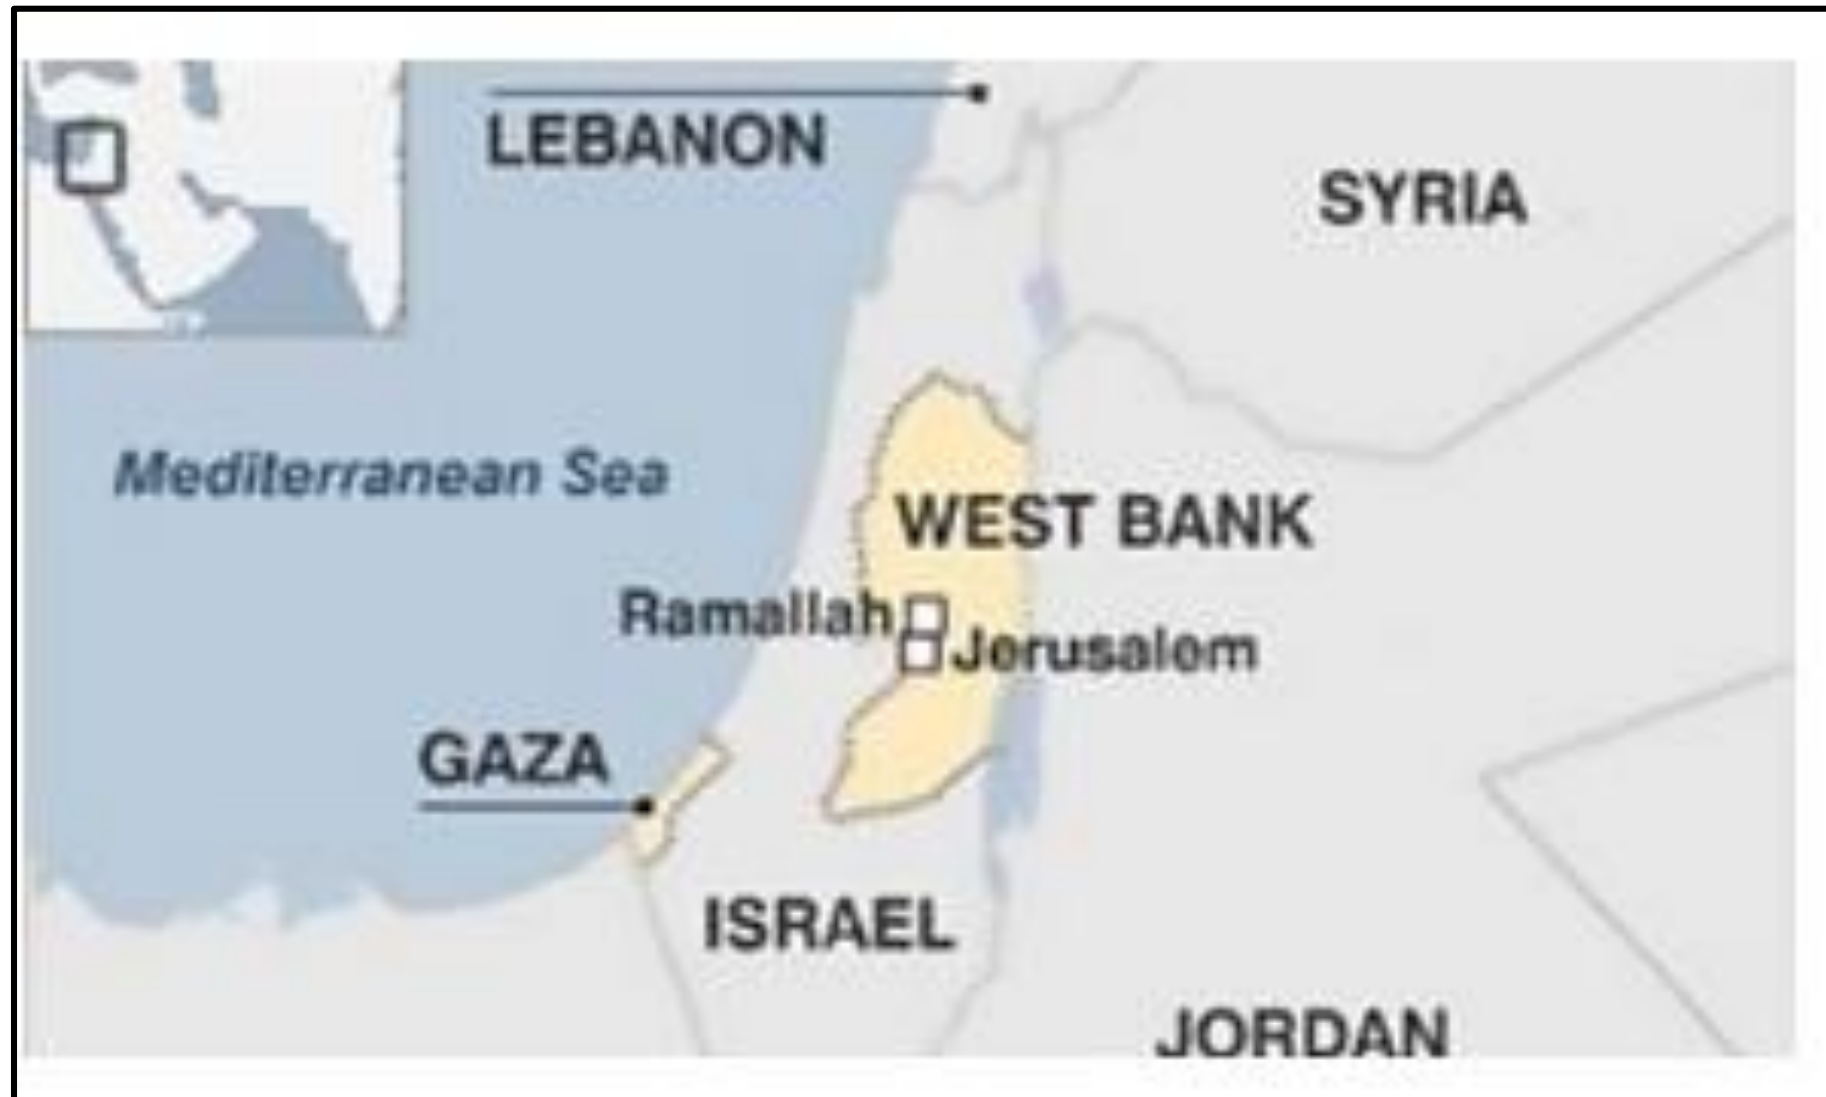 LEBANON
SYRIA
Mediterranean Sea
WEST BANK
Ramallah
Jerusalem
GAZA
ISRAEL
JORDAN